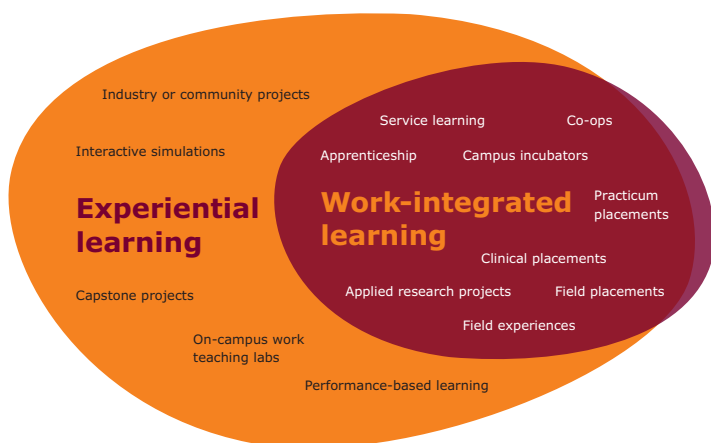 Industry or community projects
Service learning
Co-ops
Interactive simulations
Apprenticeship
Campus incubators
Experiential
learning
Work-integrated
learning
Practicum
placements
Clinical placements
Capstone projects
Applied research projects
Field placements
Field experiences
On-campus work
teaching labs
Performance-based learning